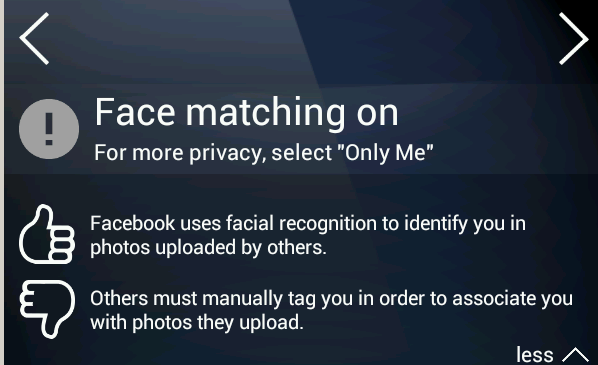 Face matching on
For more privacy, select "Only Me"
Facebook uses facial recognition to identify you in
photos uploaded by others.
Others must manually tag you in order to associate you
with photos they upload.
less